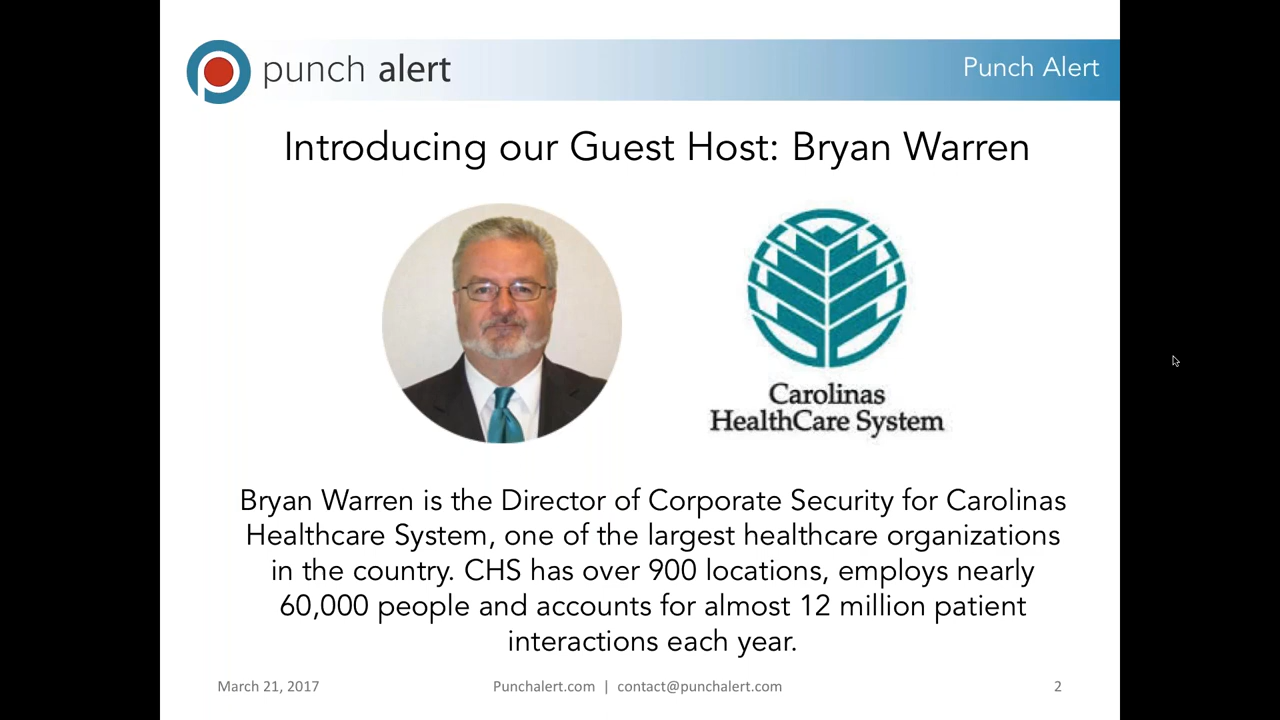 punch alert
Punch Alert
Introducing our Guest Host: Bryan Warren
Carolinas
HealthCare System
Bryan Warren is the Director of Corporate Security for Carolinas
Healthcare System, one of the largest healthcare organizations
in the country. CHS has over 900 locations, employs nearly
60,000 people and accounts for almost 12 million patient
interactions each year.
March 21, 2017
Punchalert.com | contact@punchalert.com
2